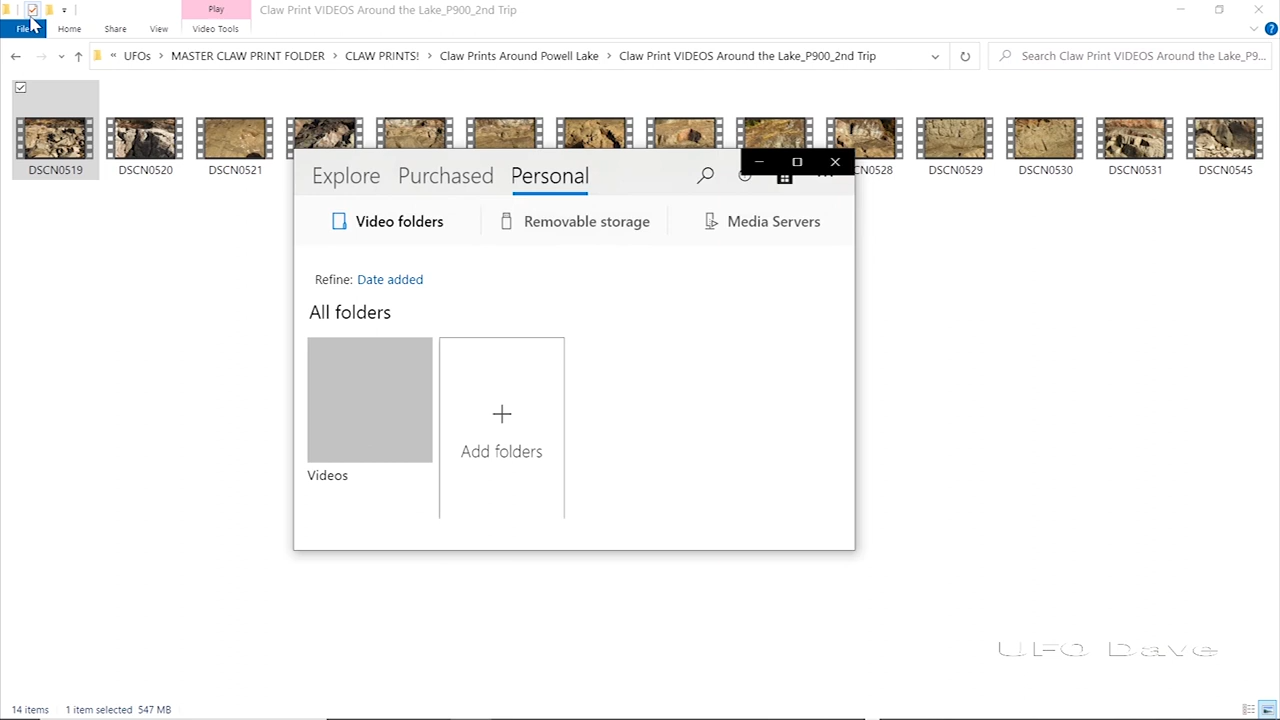 Play
Claw Print VIDEOS Around the Lake_P900_2nd Trip
File
Home
Share
View
Video Tools
« UFOs > MASTER CLAW PRINT FOLDER > CLAW PRINTS! > Claw Prints Around Powell Lake > Claw Print VIDEOS Around the Lake_P900_2nd Trip
Search Claw Print VIDEOS Around the Lake_P9...
DSCN0519
DSCN0520
DSCN0521
CN0528
DSCN0529
DSCN0530
DSCN0531
DSCN0545
Explore
Purchased
Personal
Video folders
Removable storage
Media Servers
Refine: Date added
All folders
Add folders
Videos
UFO Dave
14 items
1 item selected 547 MB